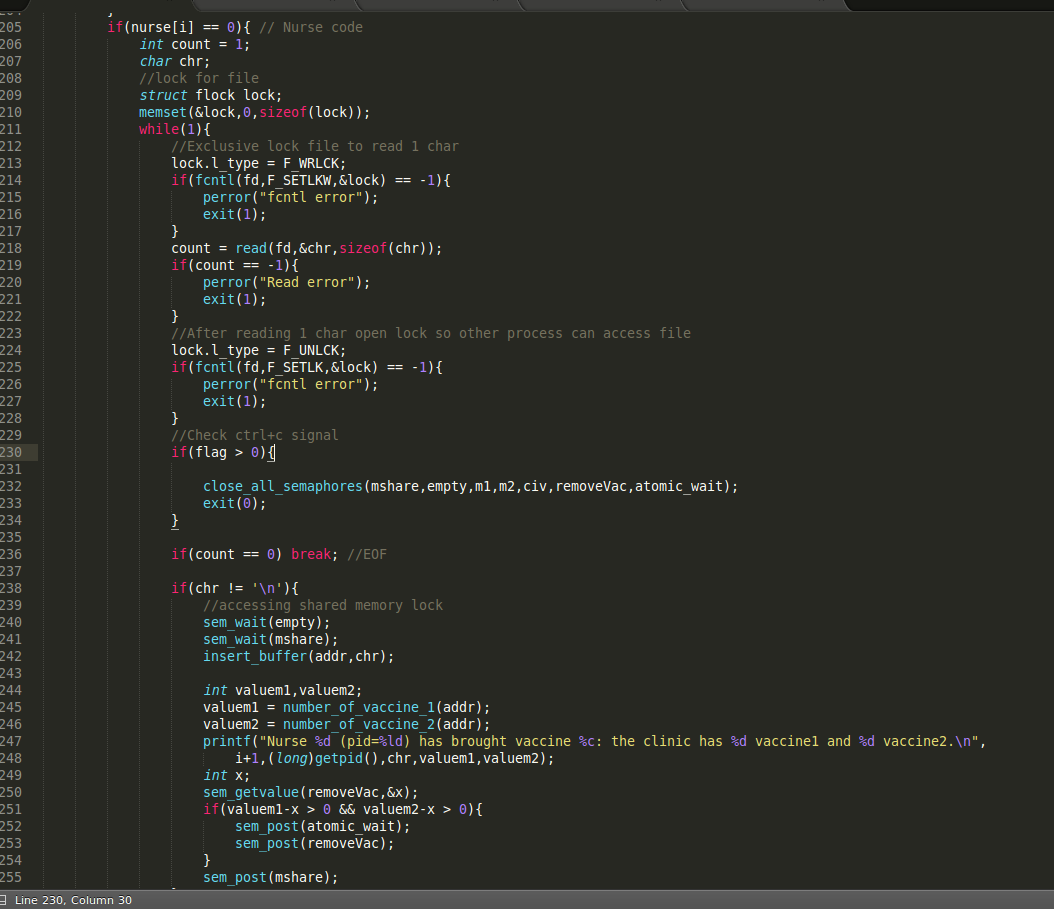 205 if(nurse[i] == 0){ // Nurse code
206 int count = 1;
207 char chr;
208 //lock for file
209 struct flock lock;
210 memset(&lock,0,sizeof(lock));
211 while(1){
212 //Exclusive lock file to read 1 char
213 lock.l_type = F_WRLCK;
214 if(fcntl(fd,F_SETLKW,&lock) == -1){
215 perror("fcntl error");
216 exit(1);
217 }
218 count = read(fd,&chr,sizeof(chr));
219 if(count == -1){
220 perror("Read error");
221 exit(1);
222 }
223 //After reading 1 char open lock so other process can access file
224 lock.l_type = F_UNLCK;
225 if(fcntl(fd,F_SETLK,&lock) == -1){
226 perror("fcntl error");
227 exit(1);
228 }
229 //Check ctrl+c signal
230 if(flag > 0){
231
232 close_all_semaphores(mshare,empty,m1,m2,civ,removeVac,atomic_wait);
233 exit(0);
234 }
235
236 if(count == 0) break; //EOF
237
238 if(chr != '\n'){
239 //accessing shared memory lock
240 sem_wait(empty);
241 sem_wait(mshare);
242 insert_buffer(addr,chr);
243
244 int valuem1,valuem2;
245 valuem1 = number_of_vaccine_1(addr);
246 valuem2 = number_of_vaccine_2(addr);
247 printf("Nurse %d (pid=%ld) has brought vaccine %c: the clinic has %d vaccine1 and %d vaccine2.\n",
248 i+1,(long)getpid(),chr,valuem1,valuem2);
249 int x;
250 sem_getvalue(removeVac,&x);
251 if(valuem1-x > 0 && valuem2-x > 0){
252 sem_post(atomic_wait);
253 sem_post(removeVac);
254 }
255 sem_post(mshare);
Line 230, Column 30